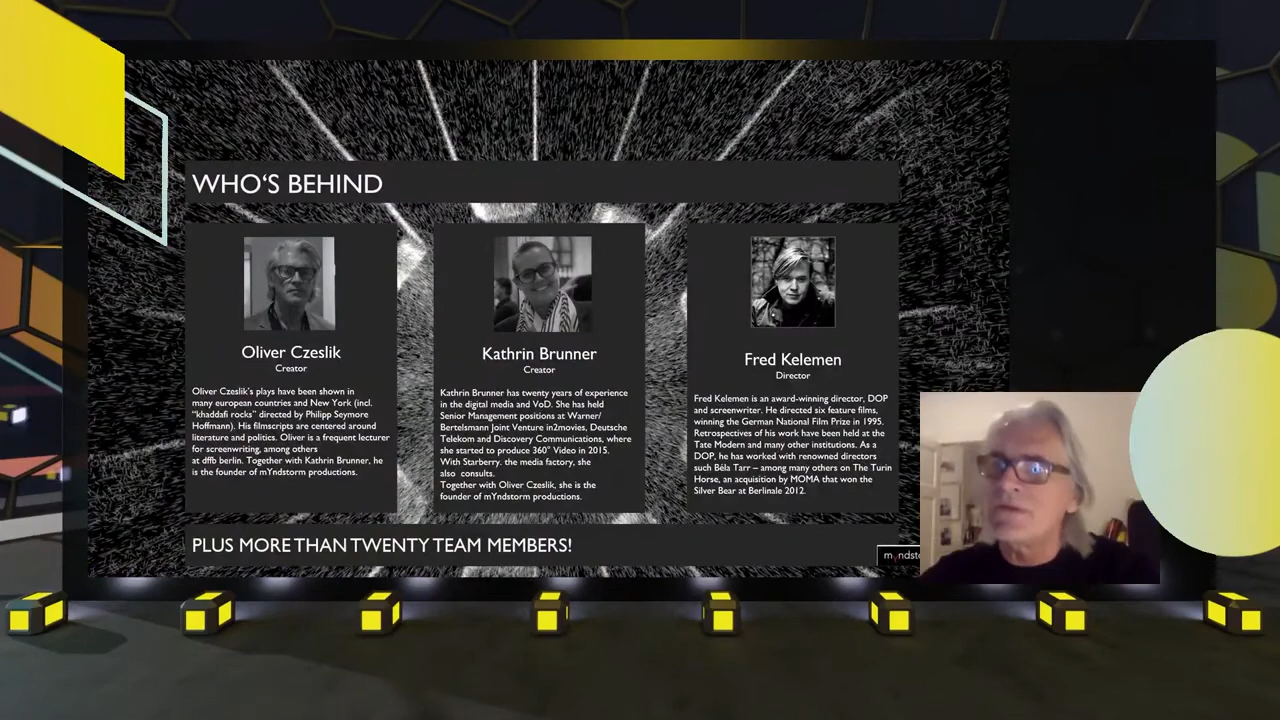 WHO'S BEHIND
Oliver Czeslik
Creator
Oliver Czeslik's plays have been shown in
many european countries and New York (incl.
"khaddafi rocks" directed by Philipp Seymore
Hoffmann). His filmscripts are centered around
literature and politics. Oliver is a frequent lecturer
for screenwriting, among others
at dffb berlin. Together with Kathrin Brunner, he
is the founder of mYndstorm productions.
Kathrin Brunner
Creator
Kathrin Brunner has twenty years of experience
in the digital media and VoD. She has held
Senior Management positions at Warner/
Bertelsmann Joint Venture in2movies, Deutsche
Telekom and Discovery Communications, where
she started to produce 360° Video in 2015.
With Starberry. the media factory, she
also consults.
Together with Oliver Czeslik, she is the
founder of mYndstorm productions.
Fred Kelemen
Director
Fred Kelemen is an award-winning director, DOP
and screenwriter. He directed six feature films,
winning the German National Film Prize in 1995.
Retrospectives of his work have been held at the
Tate Modern and many other institutions. As a
DOP, he has worked with renowned directors
such Béla Tarr – among many others on The Turin
Horse, an acquisition by MOMA that won the
Silver Bear at Berlinale 2012.
PLUS MORE THAN TWENTY TEAM MEMBERS!